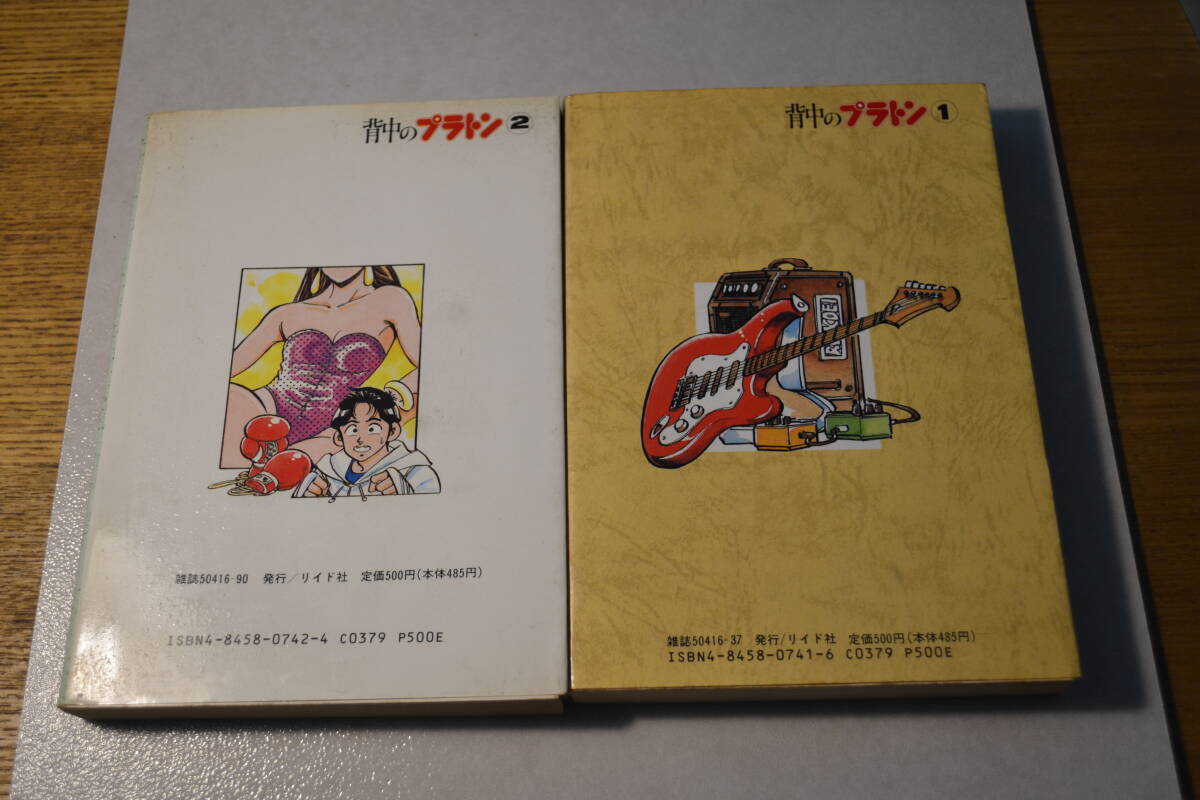 背中のプラトン②
雑誌50416-90 発行/リイド社 定価500円(本体485円)
ISBN4-8458-0742-4 C0379 P500E
背中のプラトン①
雑誌50416-37 発行/リイド社 定価500円(本体485円)
ISBN4-8458-0741-6 C0379 P500E